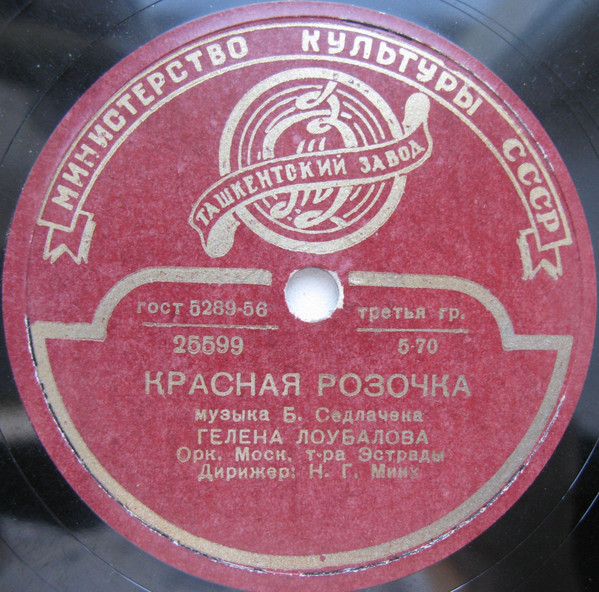 МИНИСТЕРСТВО КУЛЬТУРЫ СССР
ТАШКЕНТСКИЙ ЗАВОД
гост 5289-56
третья гр.
25599
5-70
КРАСНАЯ РОЗОЧКА
музыка Б. Седлачека
ГЕЛЕНА ЛОУБАЛОВА
Орк. Моск. т-ра Эстрады
Дирижер: Н. Г. Минх